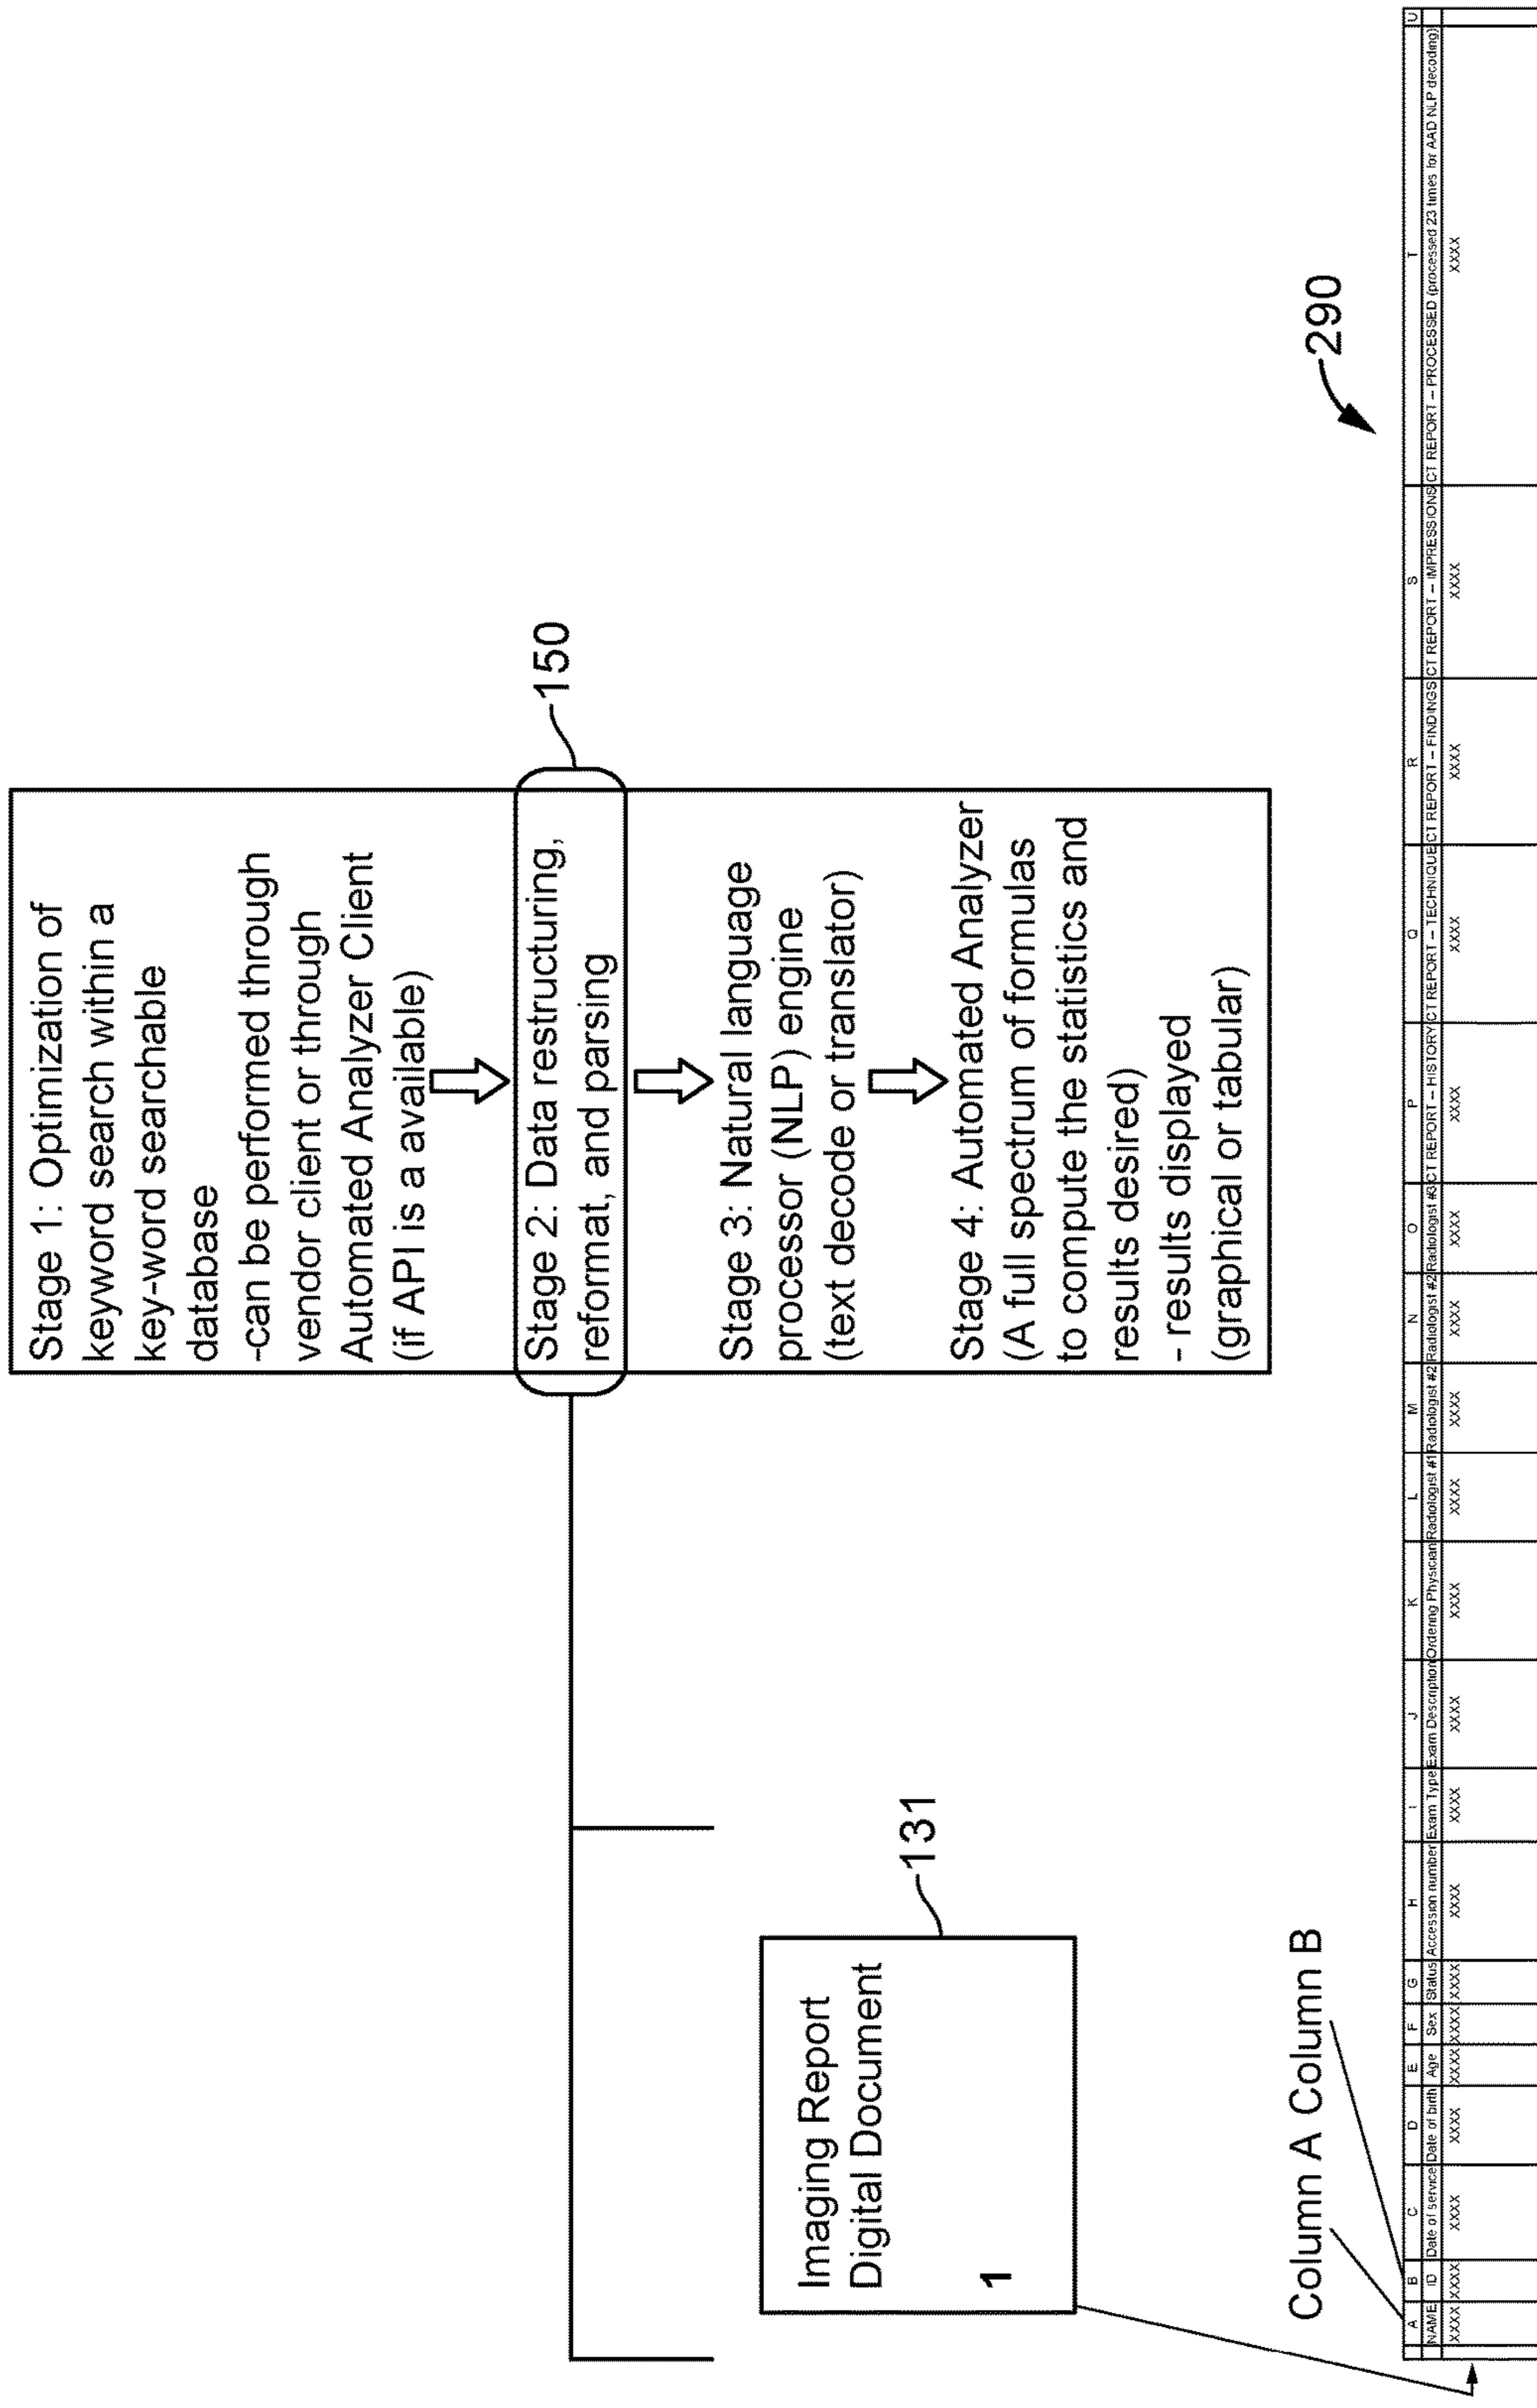 Stage 1: Optimization of
keyword search within a
key-word searchable
database
-can be performed through
vendor client or through
Automated Analyzer Client
(if API is a available)
Stage 2: Data restructuring,
reformat, and parsing
150
Stage 3: Natural language
processor (NLP) engine
(text decode or translator)
Stage 4: Automated Analyzer
(A full spectrum of formulas
to compute the statistics and
results desired)
- results displayed
(graphical or tabular)
Imaging Report
Digital Document
1
131
Column A Column B
290
A B C D E F G H I J K L M N O P Q R S T U
NAME ID Date of service Date of birth Age Sex Status Accession number Exam Type Exam Description Ordering Physician Radiologist #1 Radiologist #2 Radiologist #2 Radiologist #3 CT REPORT – HISTORY CT REPORT – TECHNIQUE CT REPORT – FINDINGS CT REPORT – IMPRESSIONS CT REPORT – PROCESSED (processed 23 times for AAD NLP decoding)
XXXX XXXX XXXX XXXX XXXX XXXX XXXX XXXX XXXX XXXX XXXX XXXX XXXX XXXX XXXX XXXX XXXX XXXX XXXX XXXX